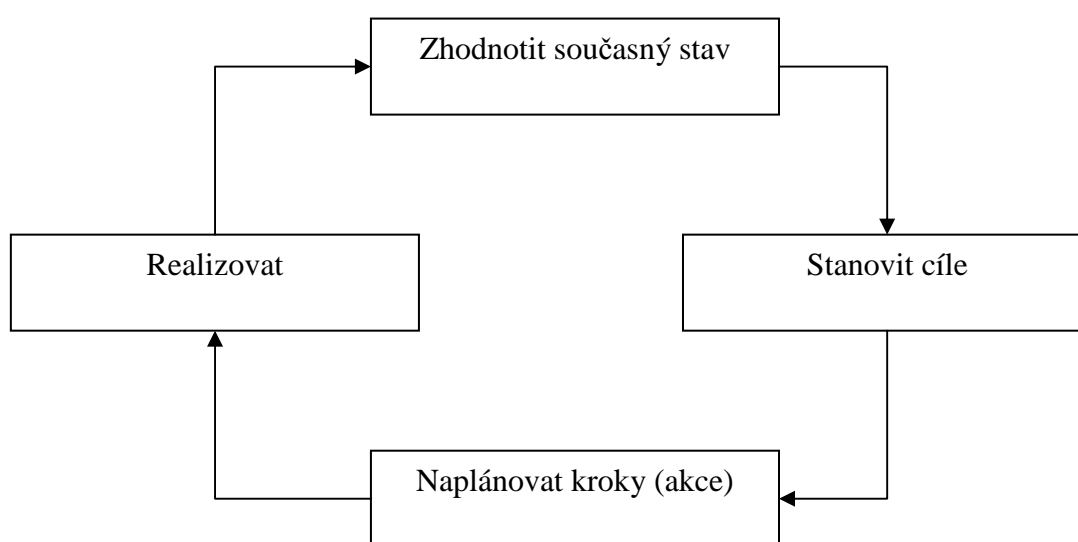 Zhodnotit současný stav
Realizovat
Stanovit cíle
Naplánovat kroky (akce)